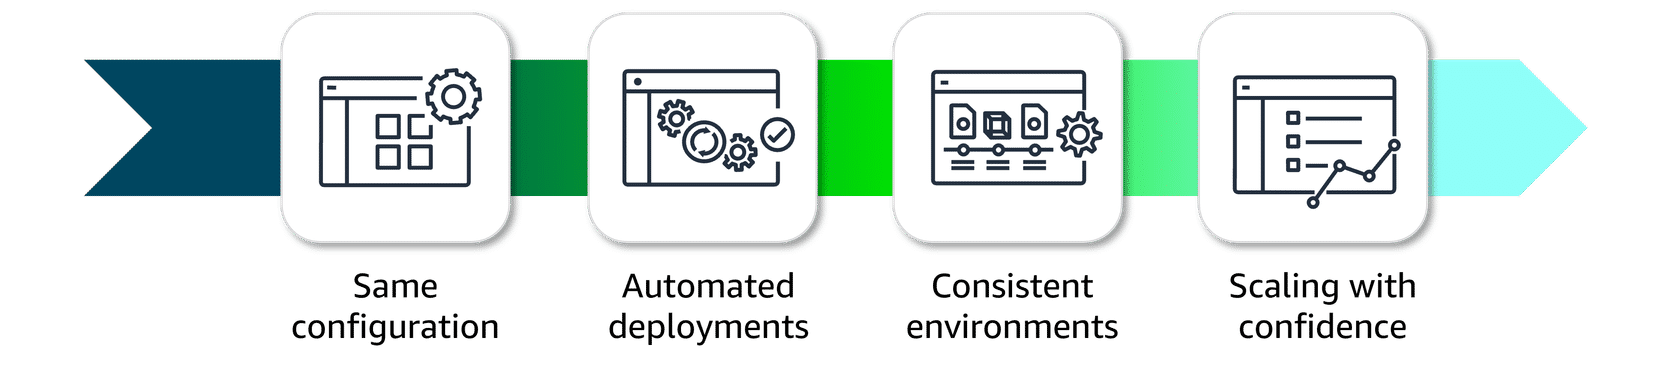 Same
configuration
Automated
deployments
Consistent
environments
Scaling with
confidence